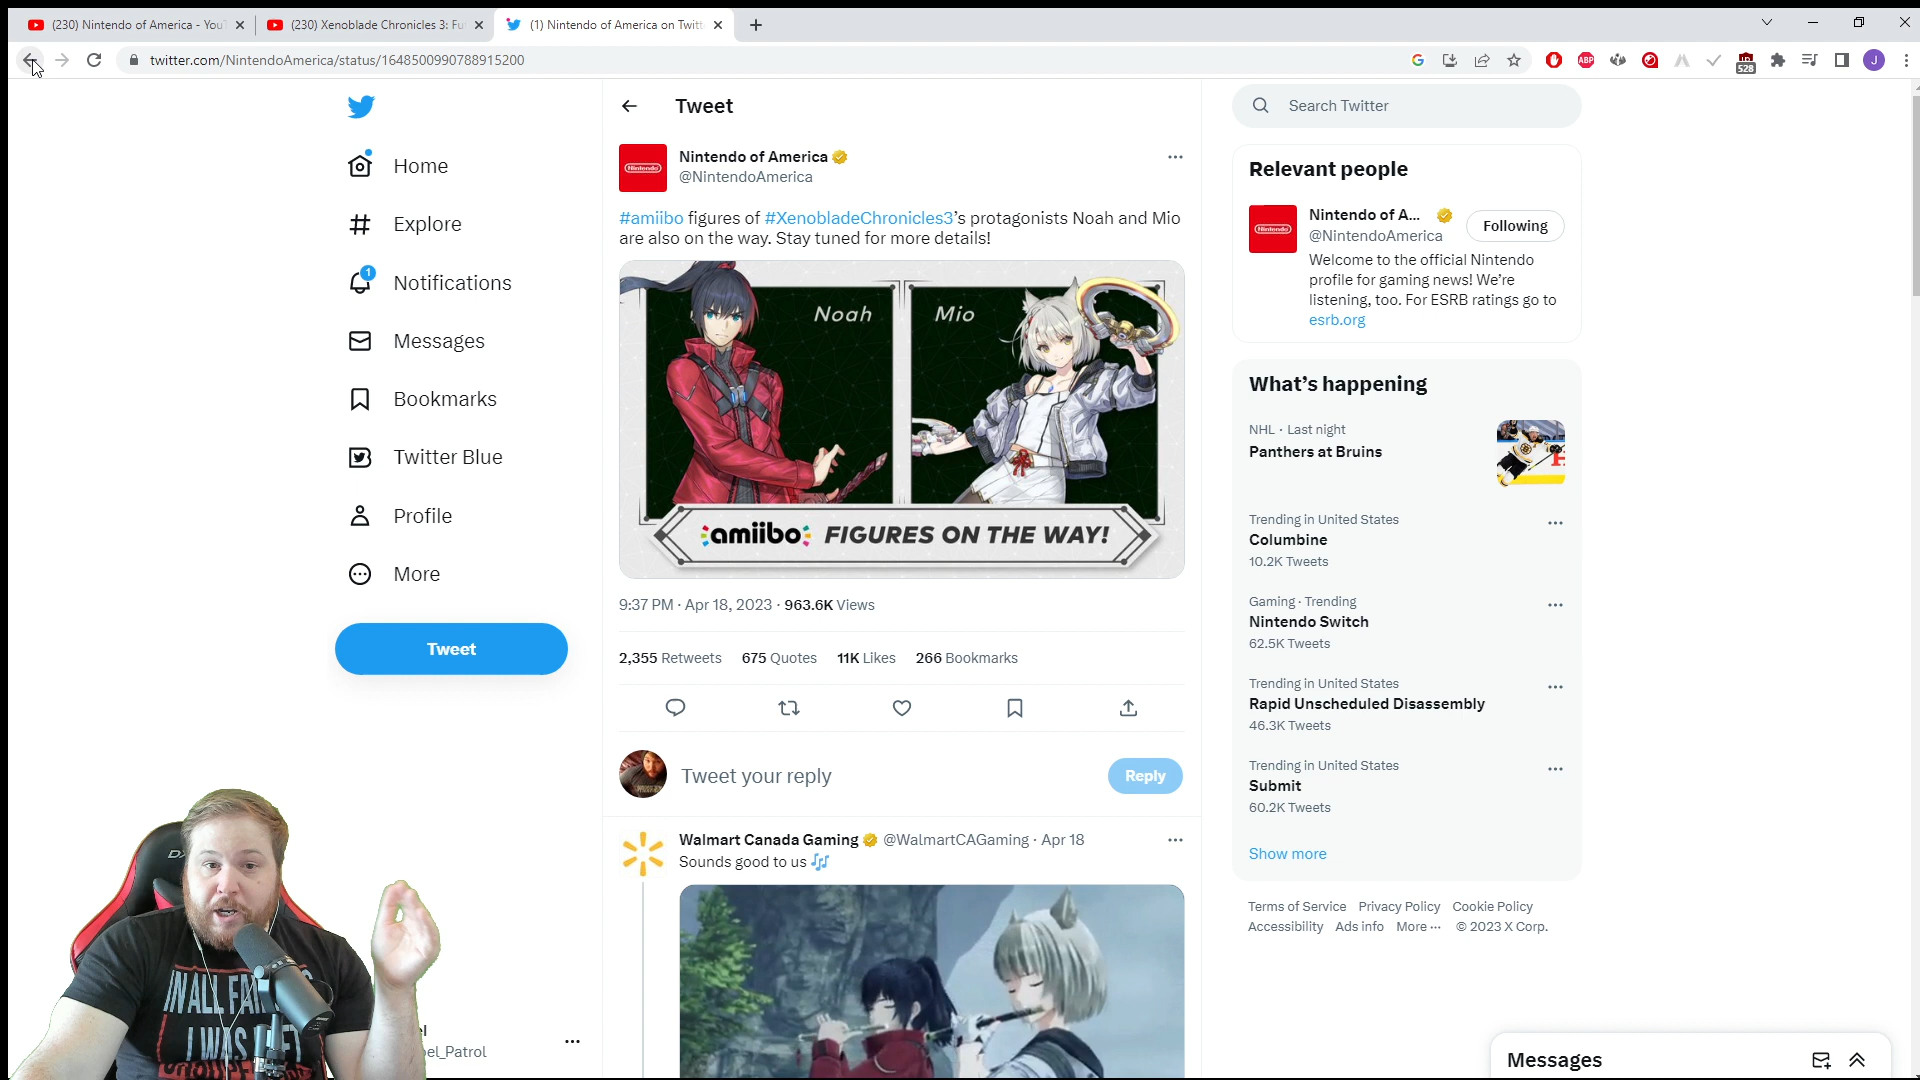 (230) Nintendo of America - YouT
(230) Xenoblade Chronicles 3: Fu
(1) Nintendo of America on Twitt
twitter.com/NintendoAmerica/status/1648500990788915200
ABP
528
J
Home
Explore
1
Notifications
Messages
Bookmarks
Twitter Blue
Profile
More
Tweet
Tweet
Nintendo
Nintendo of America
@NintendoAmerica
#amiibo figures of #XenobladeChronicles3's protagonists Noah and Mio
are also on the way. Stay tuned for more details!
Noah
Mio
amiibo FIGURES ON THE WAY!
9:37 PM · Apr 18, 2023 · 963.6K Views
2,355 Retweets 675 Quotes 11K Likes 266 Bookmarks
Tweet your reply
Reply
Walmart Canada Gaming @WalmartCAGaming · Apr 18
Sounds good to us 🎶
Search Twitter
Relevant people
Nintendo
Nintendo of A...
@NintendoAmerica
Following
Welcome to the official Nintendo
profile for gaming news! We're
listening, too. For ESRB ratings go to
esrb.org
What's happening
NHL · Last night
Panthers at Bruins
Trending in United States
Columbine
10.2K Tweets
Gaming · Trending
Nintendo Switch
62.5K Tweets
Trending in United States
Rapid Unscheduled Disassembly
46.3K Tweets
Trending in United States
Submit
60.2K Tweets
Show more
Terms of Service Privacy Policy Cookie Policy
Accessibility Ads info More ··· © 2023 X Corp.
Messages
el_Patrol
DX
I WAS LEFT